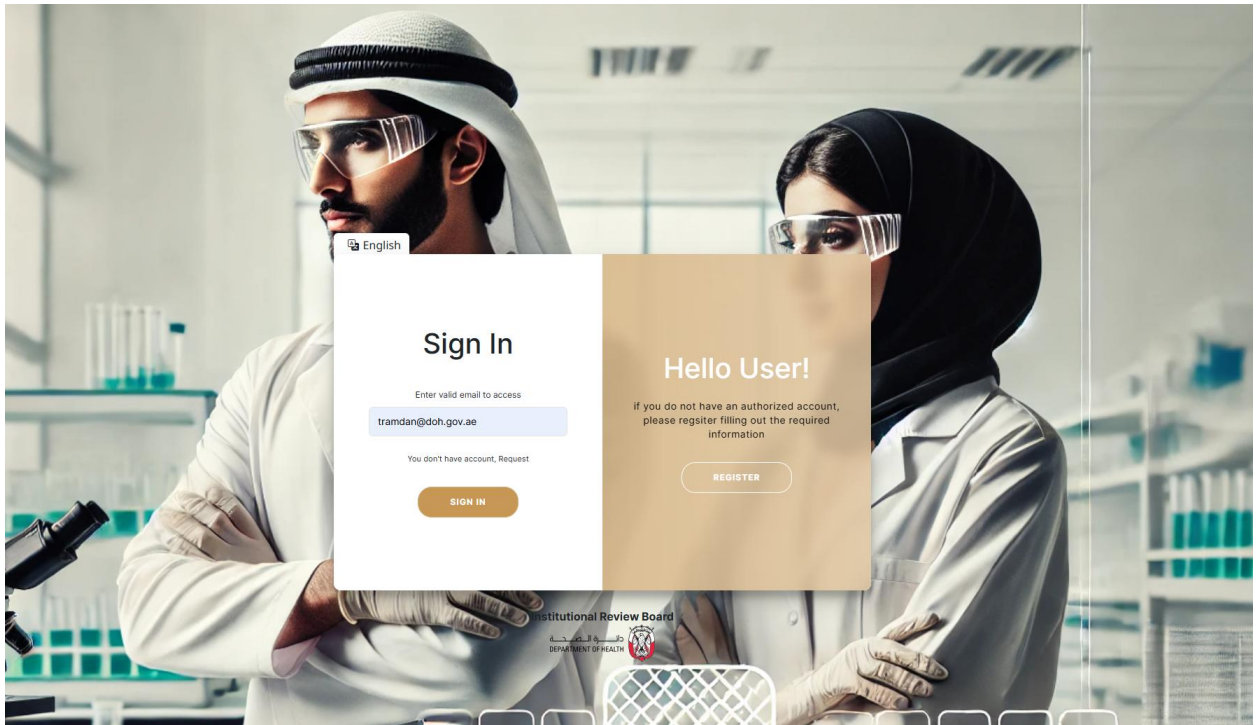 English
Sign In
Enter valid email to access
tramdan@doh.gov.ae
You don't have account, Request
SIGN IN
Hello User!
if you do not have an authorized account,
please regsiter filling out the required
information
REGISTER
Institutional Review Board
دائـــرة الـصـحـة
DEPARTMENT OF HEALTH